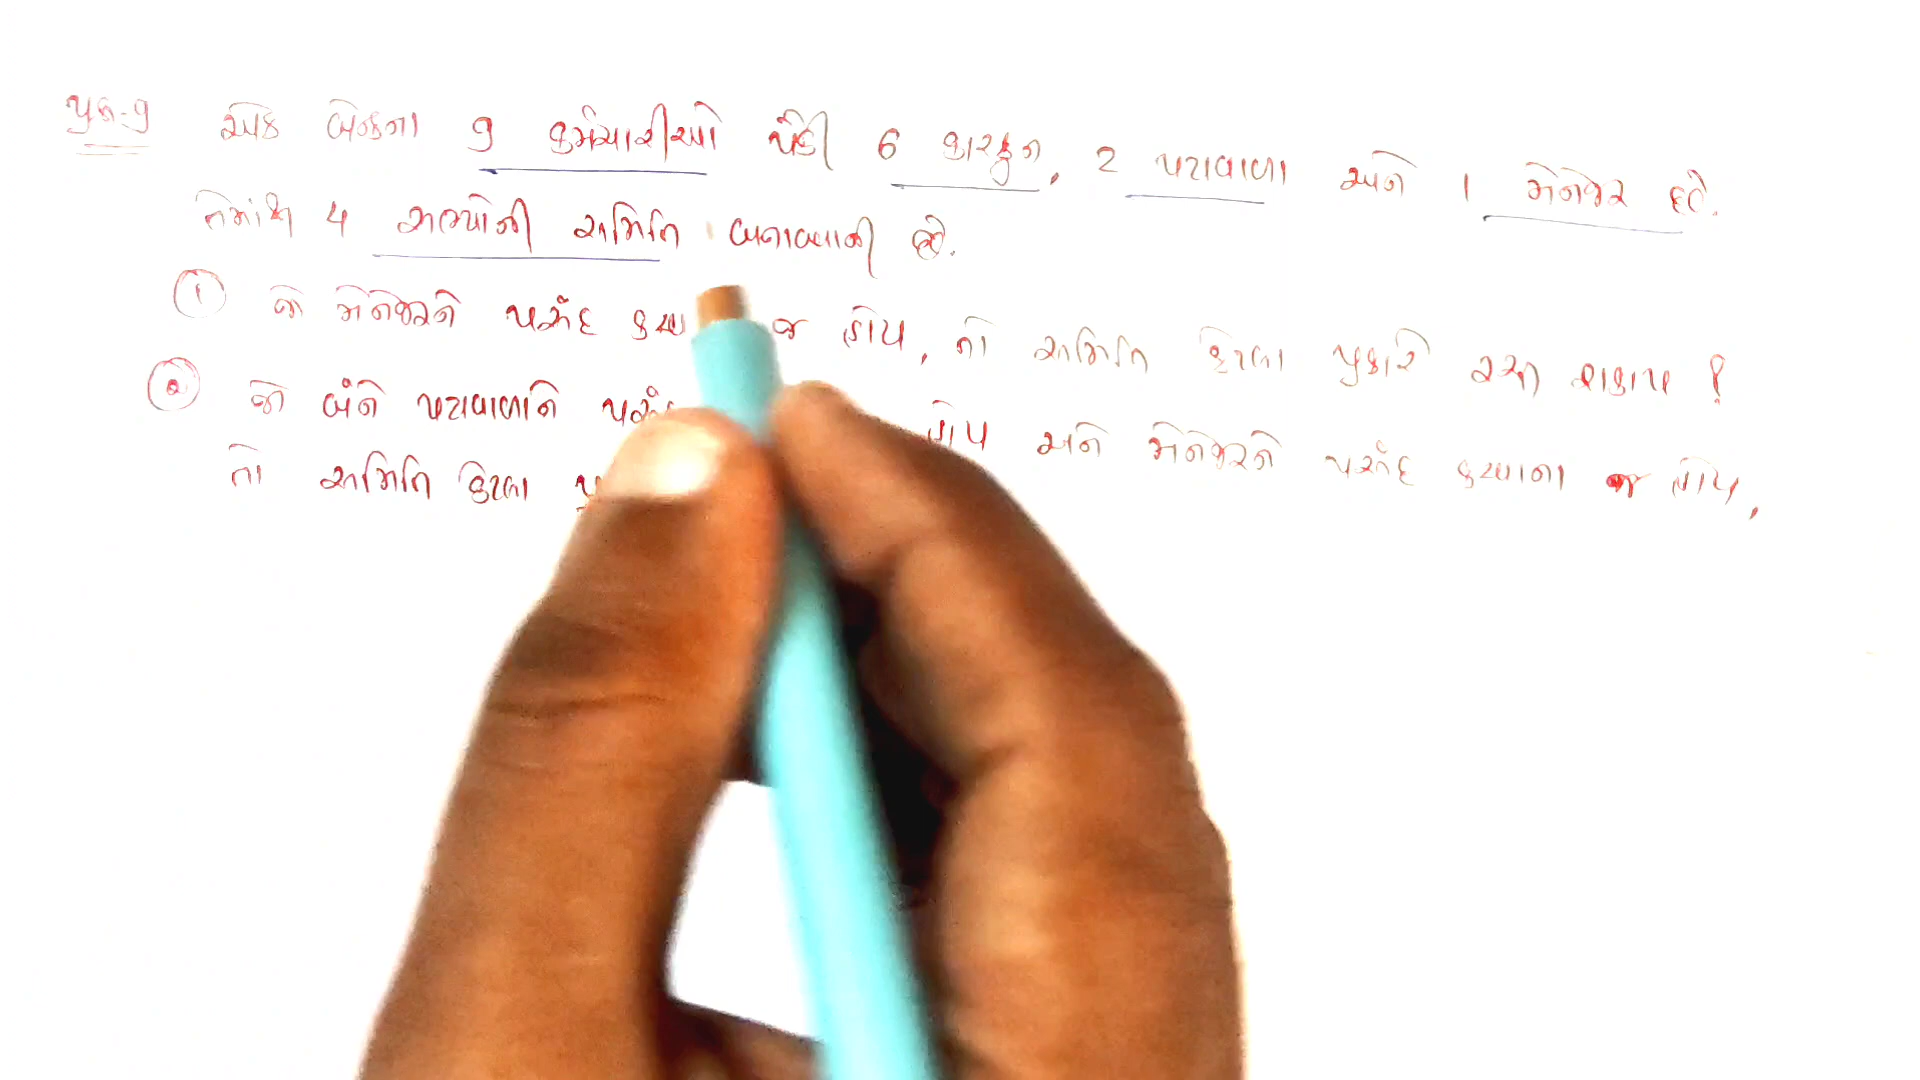 પ્રશ્ન-9 એક બેન્કના 9 કર્મચારીઓ પૈકી 6 કારકુન, 2 પટાવાળા અને 1 મેનેજર છે.
તેમાંથી 4 સભ્યોની સમિતિ બનાવવાની છે.
① જો મેનેજરને પસંદ જ હોય, તો સમિતિ કેટલા પ્રકારે રચી શકાય ?
② જો બંને પટાવાળાને અને મેનેજરને પસંદ કરવાના જ હોય,
તો સમિતિ કેટલા